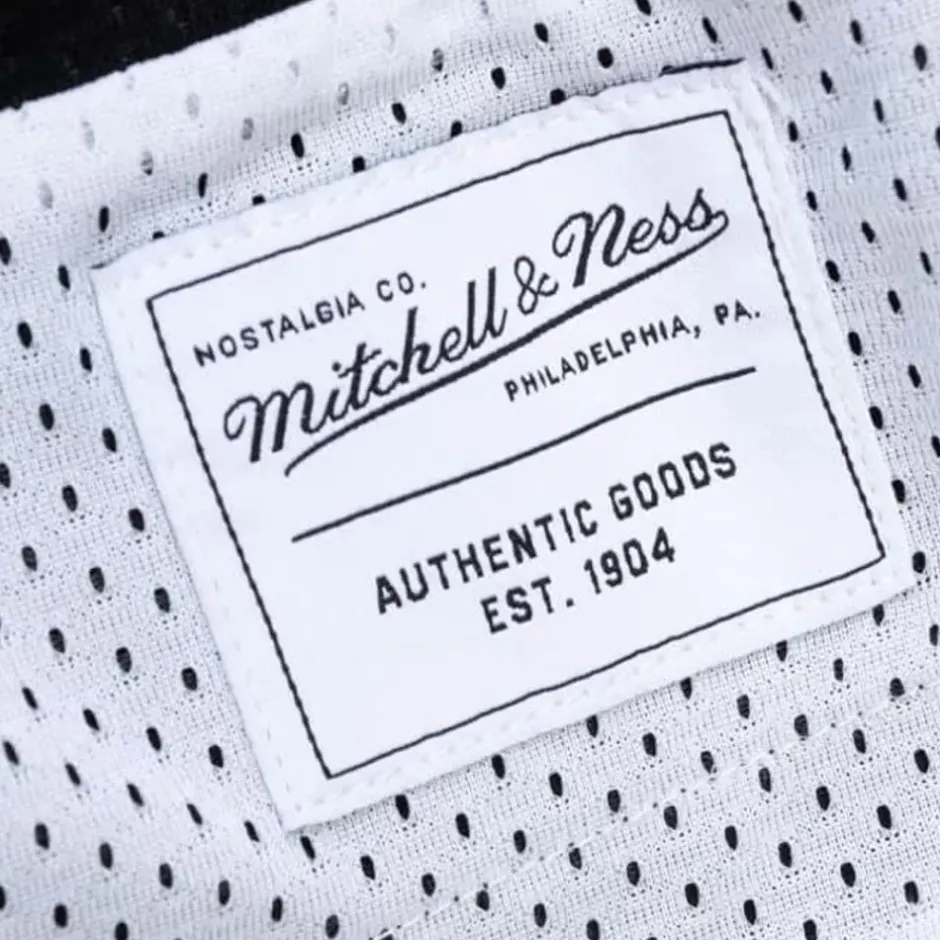 NOSTALGIA CO.
Mitchell & Ness
PHILADELPHIA, PA.
AUTHENTIC GOODS
EST. 1904